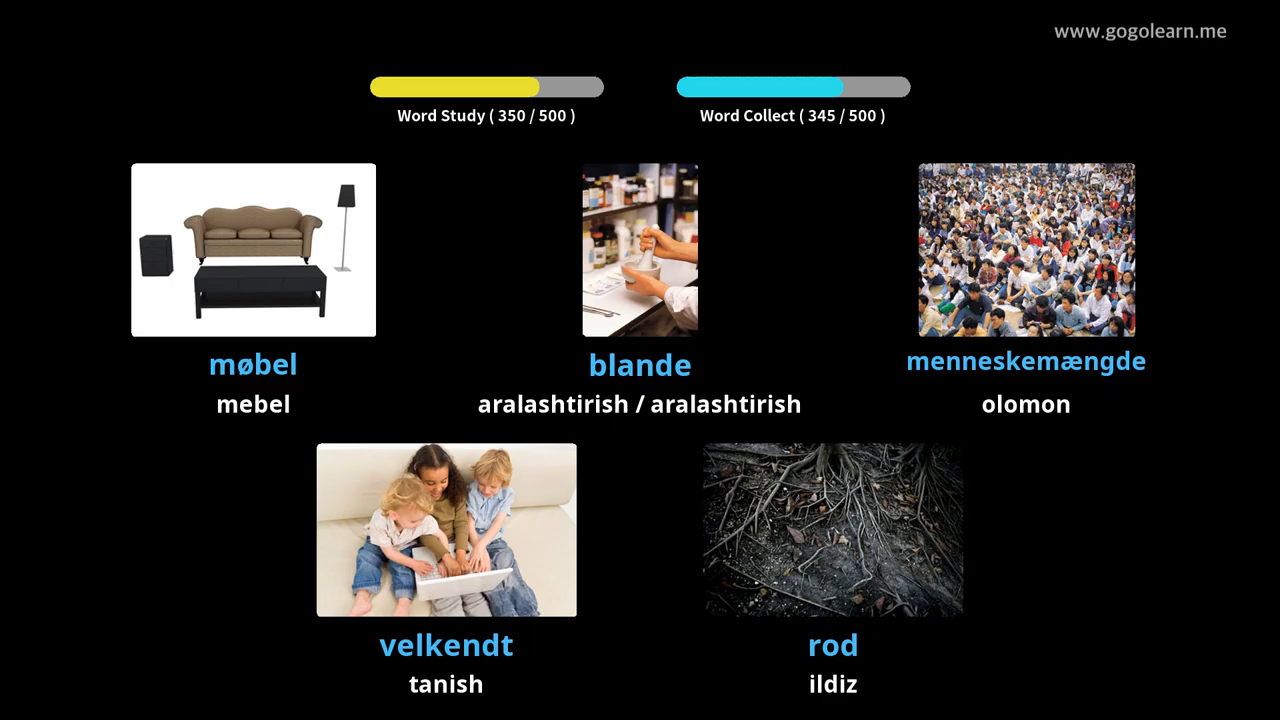 www.gogolearn.me
Word Study ( 350 / 500 )
Word Collect ( 345 / 500 )
møbel
blande
menneskemængde
mebel
aralashtirish / aralashtirish
olomon
velkendt
rod
tanish
ildiz